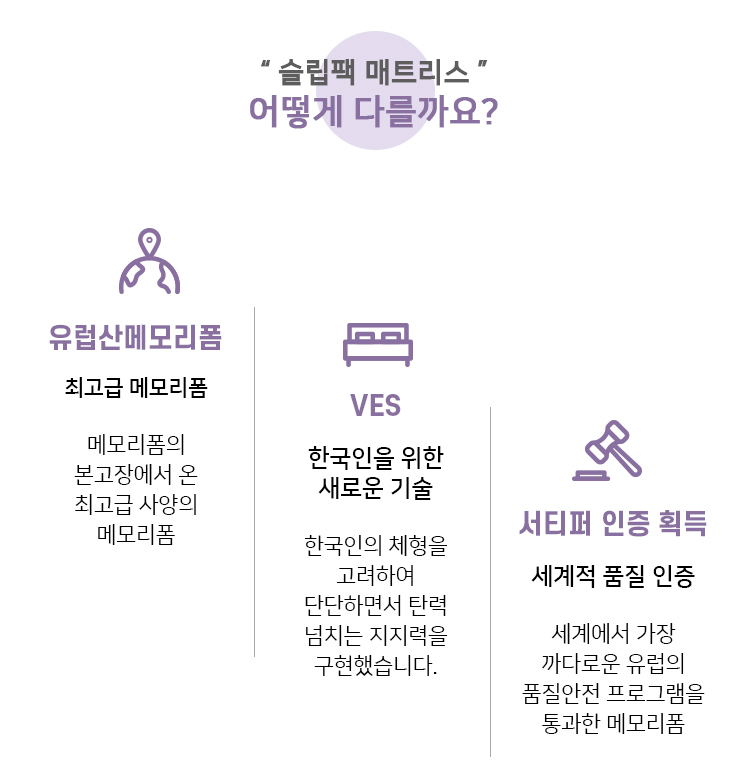 “ 슬립팩 매트리스 ”
어떻게 다를까요?
유럽산메모리폼
최고급 메모리폼
메모리폼의
본고장에서 온
최고급 사양의
메모리폼
VES
한국인을 위한
새로운 기술
한국인의 체형을
고려하여
단단하면서 탄력
넘치는 지지력을
구현했습니다.
서티퍼 인증 획득
세계적 품질 인증
세계에서 가장
까다로운 유럽의
품질안전 프로그램을
통과한 메모리폼